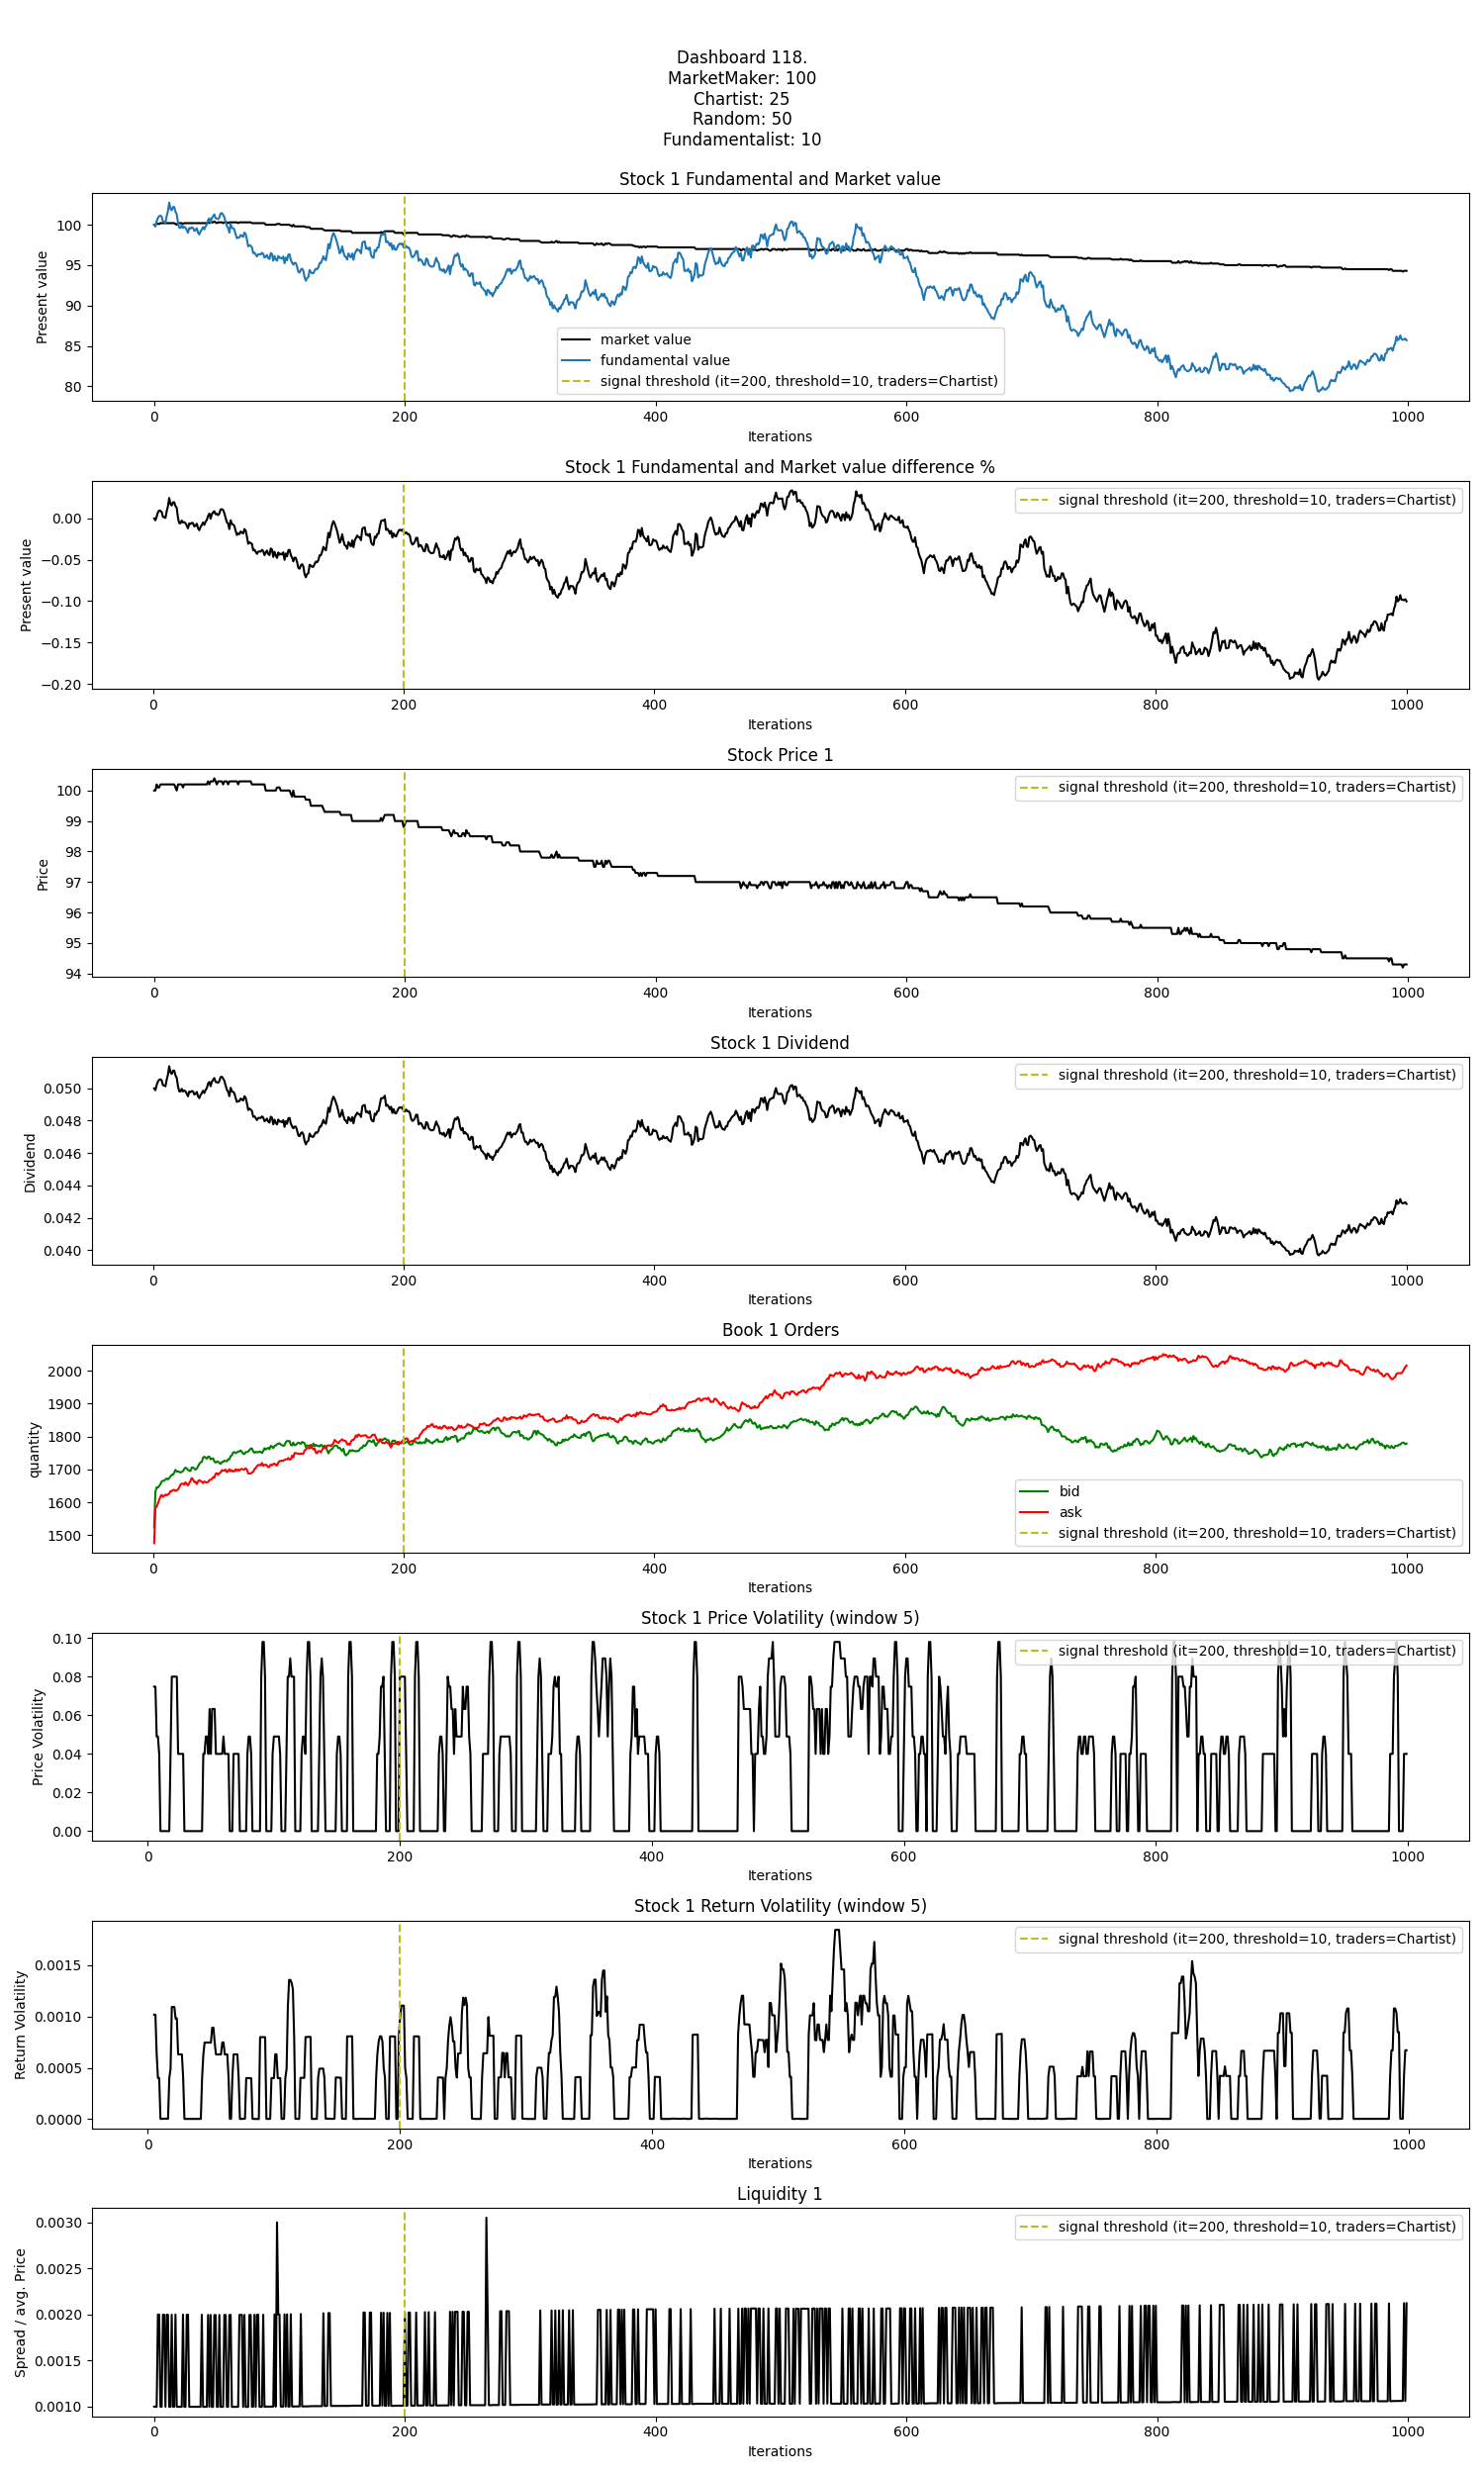 Dashboard 118.
MarketMaker: 100
Chartist: 25
Random: 50
Fundamentalist: 10
Stock 1 Fundamental and Market value
Present value
100
95
90
85
80
market value
fundamental value
signal threshold (it=200, threshold=10, traders=Chartist)
0 200 400 600 800 1000
Iterations
Stock 1 Fundamental and Market value difference %
Present value
0.00
−0.05
−0.10
−0.15
−0.20
signal threshold (it=200, threshold=10, traders=Chartist)
0 200 400 600 800 1000
Iterations
Stock Price 1
Price
100
99
98
97
96
95
94
signal threshold (it=200, threshold=10, traders=Chartist)
0 200 400 600 800 1000
Iterations
Stock 1 Dividend
Dividend
0.050
0.048
0.046
0.044
0.042
0.040
signal threshold (it=200, threshold=10, traders=Chartist)
0 200 400 600 800 1000
Iterations
Book 1 Orders
quantity
2000
1900
1800
1700
1600
1500
bid
ask
signal threshold (it=200, threshold=10, traders=Chartist)
0 200 400 600 800 1000
Iterations
Stock 1 Price Volatility (window 5)
Price Volatility
0.10
0.08
0.06
0.04
0.02
0.00
signal threshold (it=200, threshold=10, traders=Chartist)
0 200 400 600 800 1000
Iterations
Stock 1 Return Volatility (window 5)
Return Volatility
0.0015
0.0010
0.0005
0.0000
signal threshold (it=200, threshold=10, traders=Chartist)
0 200 400 600 800 1000
Iterations
Liquidity 1
Spread / avg. Price
0.0030
0.0025
0.0020
0.0015
0.0010
signal threshold (it=200, threshold=10, traders=Chartist)
0 200 400 600 800 1000
Iterations